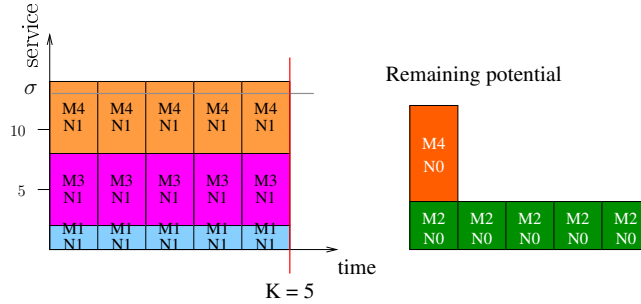 service
σ
10
5
M4 M4 M4 M4 M4
N1 N1 N1 N1 N1
M3 M3 M3 M3 M3
N1 N1 N1 N1 N1
M1 M1 M1 M1 M1
N1 N1 N1 N1 N1
time
K = 5
Remaining potential
M4
N0
M2 M2 M2 M2 M2
N0 N0 N0 N0 N0